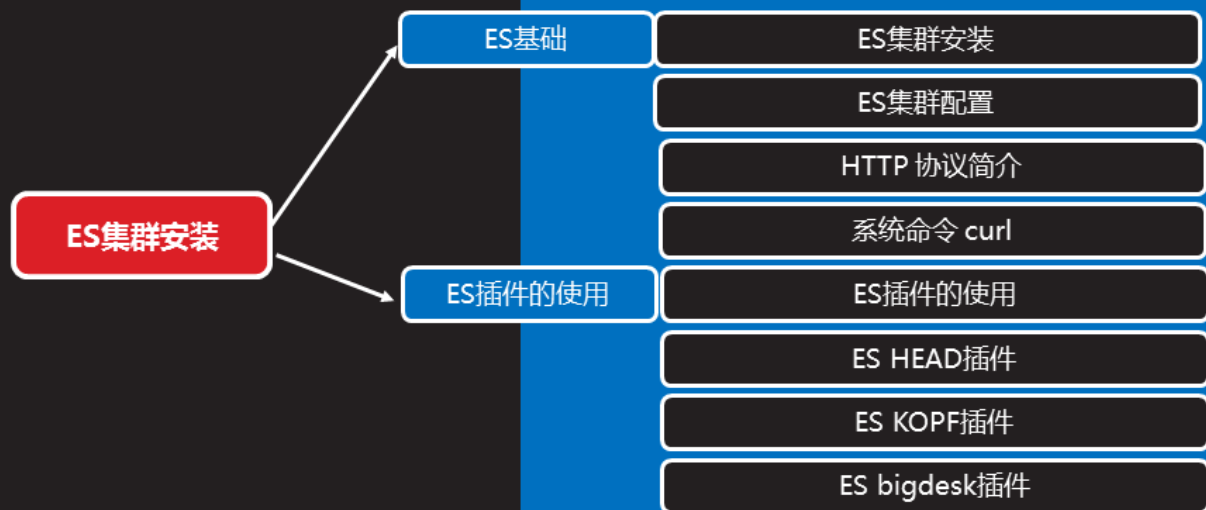 ES集群安装
ES基础
ES集群安装
ES集群配置
HTTP 协议简介
系统命令 curl
ES插件的使用
ES插件的使用
ES HEAD插件
ES KOPF插件
ES bigdesk插件